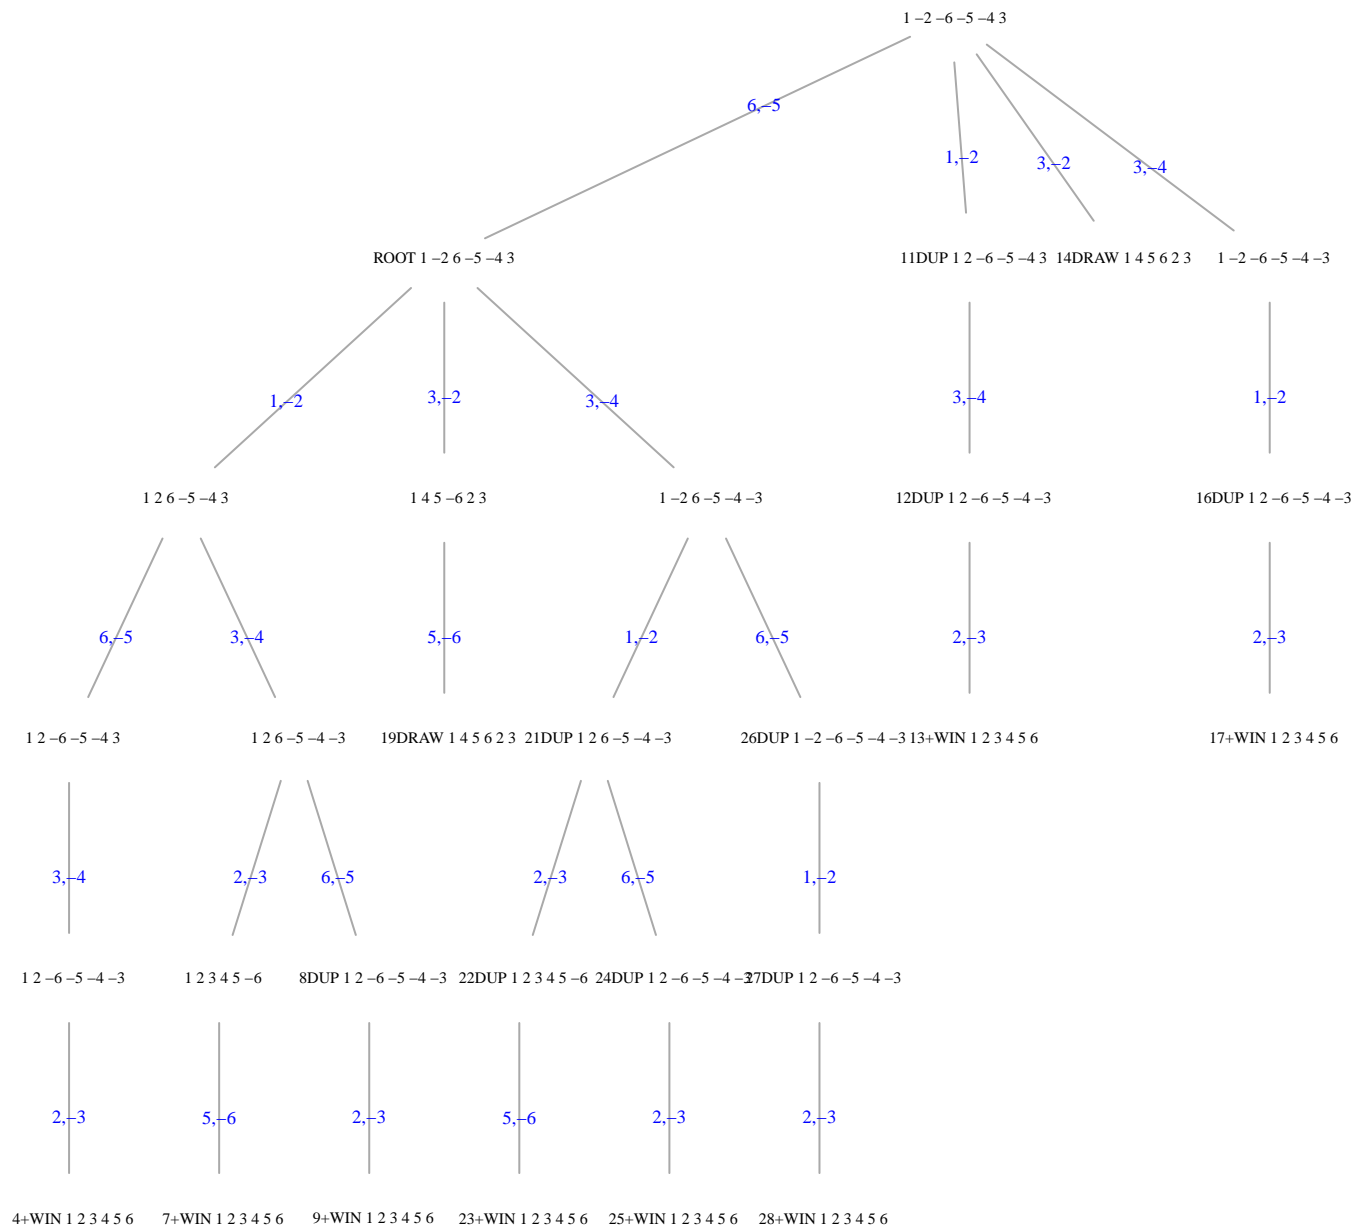 1 –2 –6 –5 –4 3
6,–5
1,–2
3,–2
3,–4
ROOT 1 –2 6 –5 –4 3
11DUP 1 2 –6 –5 –4 3
14DRAW 1 4 5 6 2 3
1 –2 –6 –5 –4 –3
1,–2
3,–2
3,–4
3,–4
1,–2
1 2 6 –5 –4 3
1 4 5 –6 2 3
1 –2 6 –5 –4 –3
12DUP 1 2 –6 –5 –4 –3
16DUP 1 2 –6 –5 –4 –3
6,–5
3,–4
5,–6
1,–2
6,–5
2,–3
2,–3
1 2 –6 –5 –4 3
1 2 6 –5 –4 –3
19DRAW 1 4 5 6 2 3
21DUP 1 2 6 –5 –4 –3
26DUP 1 –2 –6 –5 –4 –3
13+WIN 1 2 3 4 5 6
17+WIN 1 2 3 4 5 6
3,–4
2,–3
6,–5
2,–3
6,–5
1,–2
1 2 –6 –5 –4 –3
1 2 3 4 5 –6
8DUP 1 2 –6 –5 –4 –3
22DUP 1 2 3 4 5 –6
24DUP 1 2 –6 –5 –4 –3
27DUP 1 2 –6 –5 –4 –3
2,–3
5,–6
2,–3
5,–6
2,–3
2,–3
4+WIN 1 2 3 4 5 6
7+WIN 1 2 3 4 5 6
9+WIN 1 2 3 4 5 6
23+WIN 1 2 3 4 5 6
25+WIN 1 2 3 4 5 6
28+WIN 1 2 3 4 5 6